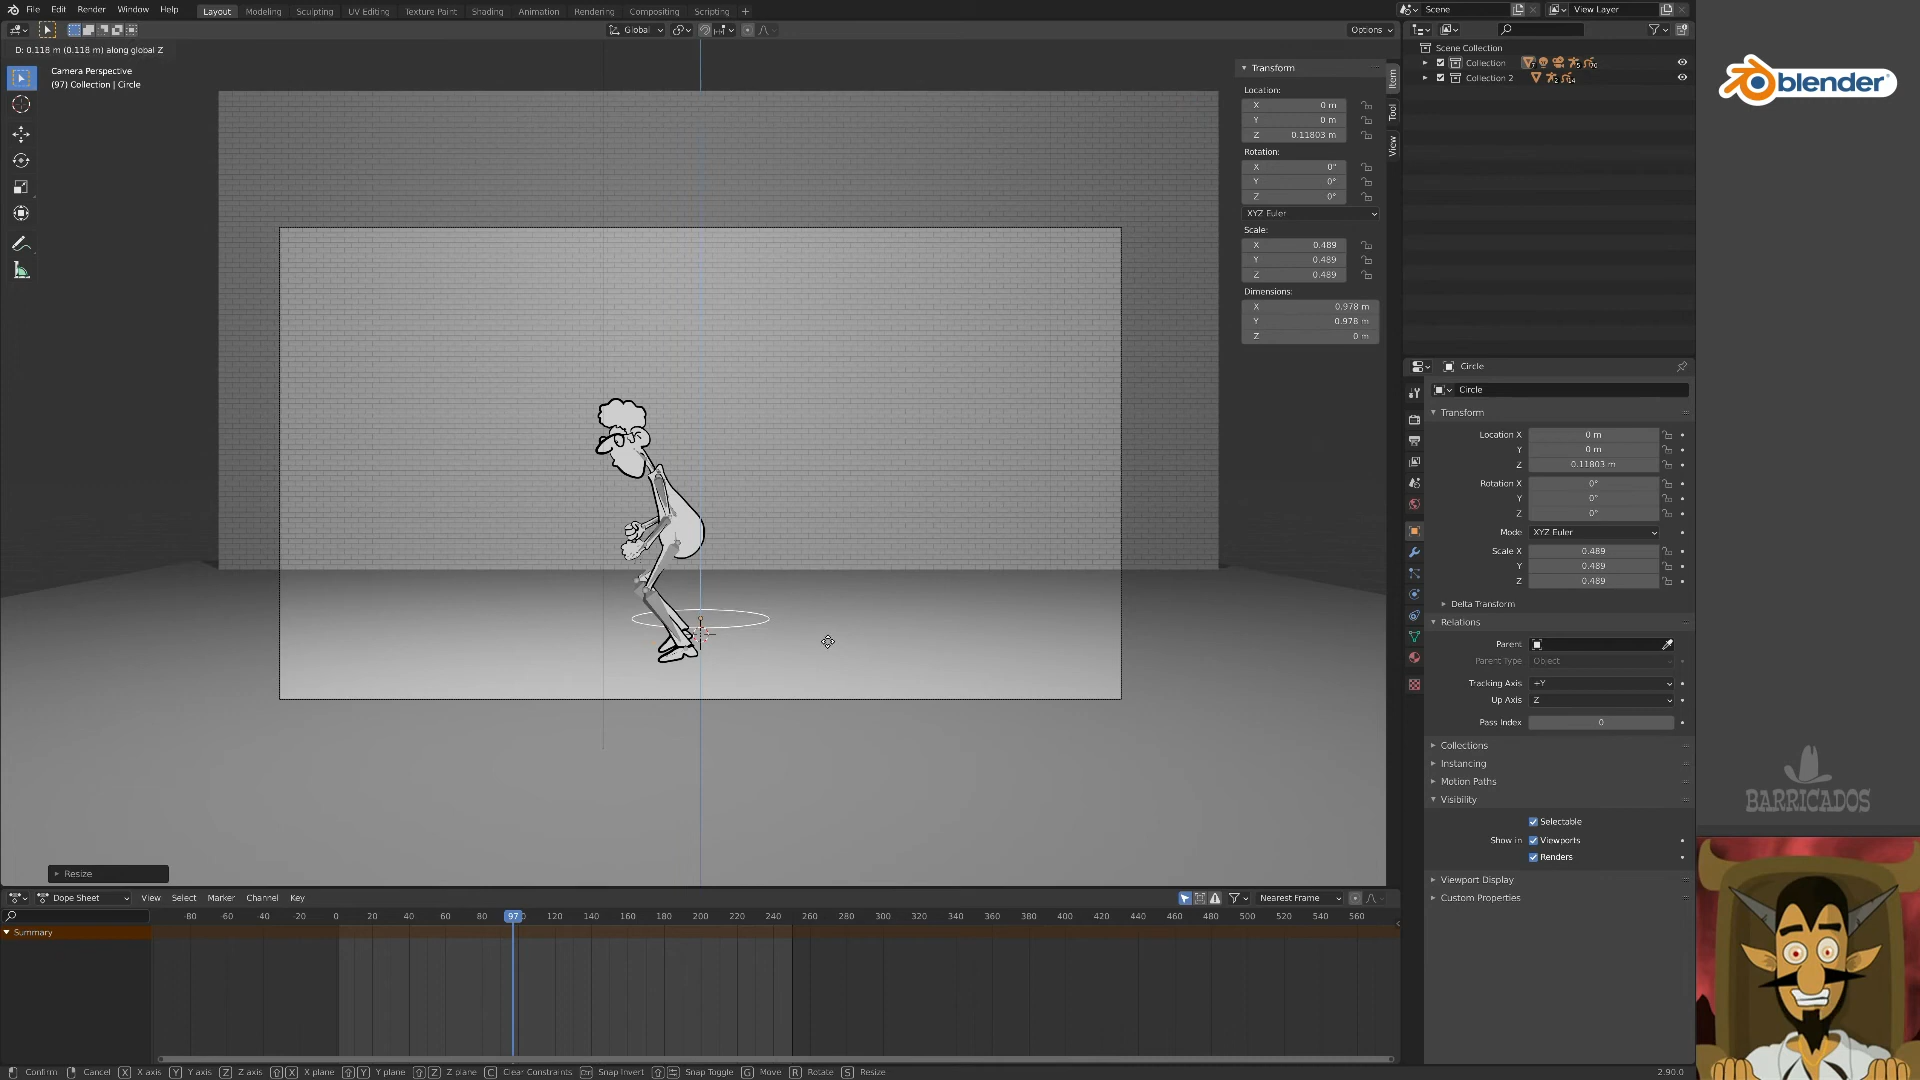 File Edit Render Window Help Layout Modeling Sculpting UV Editing Texture Paint Shading Animation Rendering Compositing Scripting + Scene View Layer
Global Options
D: 0.118 m (0.118 m) along global Z
Camera Perspective
(97) Collection | Circle
Transform
Location:
X 0 m
Y 0 m
Z 0.11803 m
Rotation:
X 0°
Y 0°
Z 0°
XYZ Euler
Scale:
X 0.489
Y 0.489
Z 0.489
Dimensions:
X 0.978 m
Y 0.978 m
Z 0 m
Item
Tool
View
Scene Collection
Collection
Collection 2
blender
Circle
Circle
Transform
Location X 0 m
Y 0 m
Z 0.11803 m
Rotation X 0°
Y 0°
Z 0°
Mode XYZ Euler
Scale X 0.489
Y 0.489
Z 0.489
Delta Transform
Relations
Parent
Parent Type Object
Tracking Axis +Y
Up Axis Z
Pass Index 0
Collections
Instancing
Motion Paths
Visibility
Selectable
Show in Viewports
Renders
Viewport Display
Custom Properties
BARRICADOS
Resize
Dope Sheet View Select Marker Channel Key Nearest Frame
-80 -60 -40 -20 0 20 40 60 80 97 120 140 160 180 200 220 240 260 280 300 320 340 360 380 400 420 440 460 480 500 520 540 560
Summary
Confirm Cancel X X axis Y Y axis Z Z axis X X plane Y Y plane Z Z plane C Clear Constraints Ctrl Snap Invert Snap Toggle G Move R Rotate S Resize 2.90.0